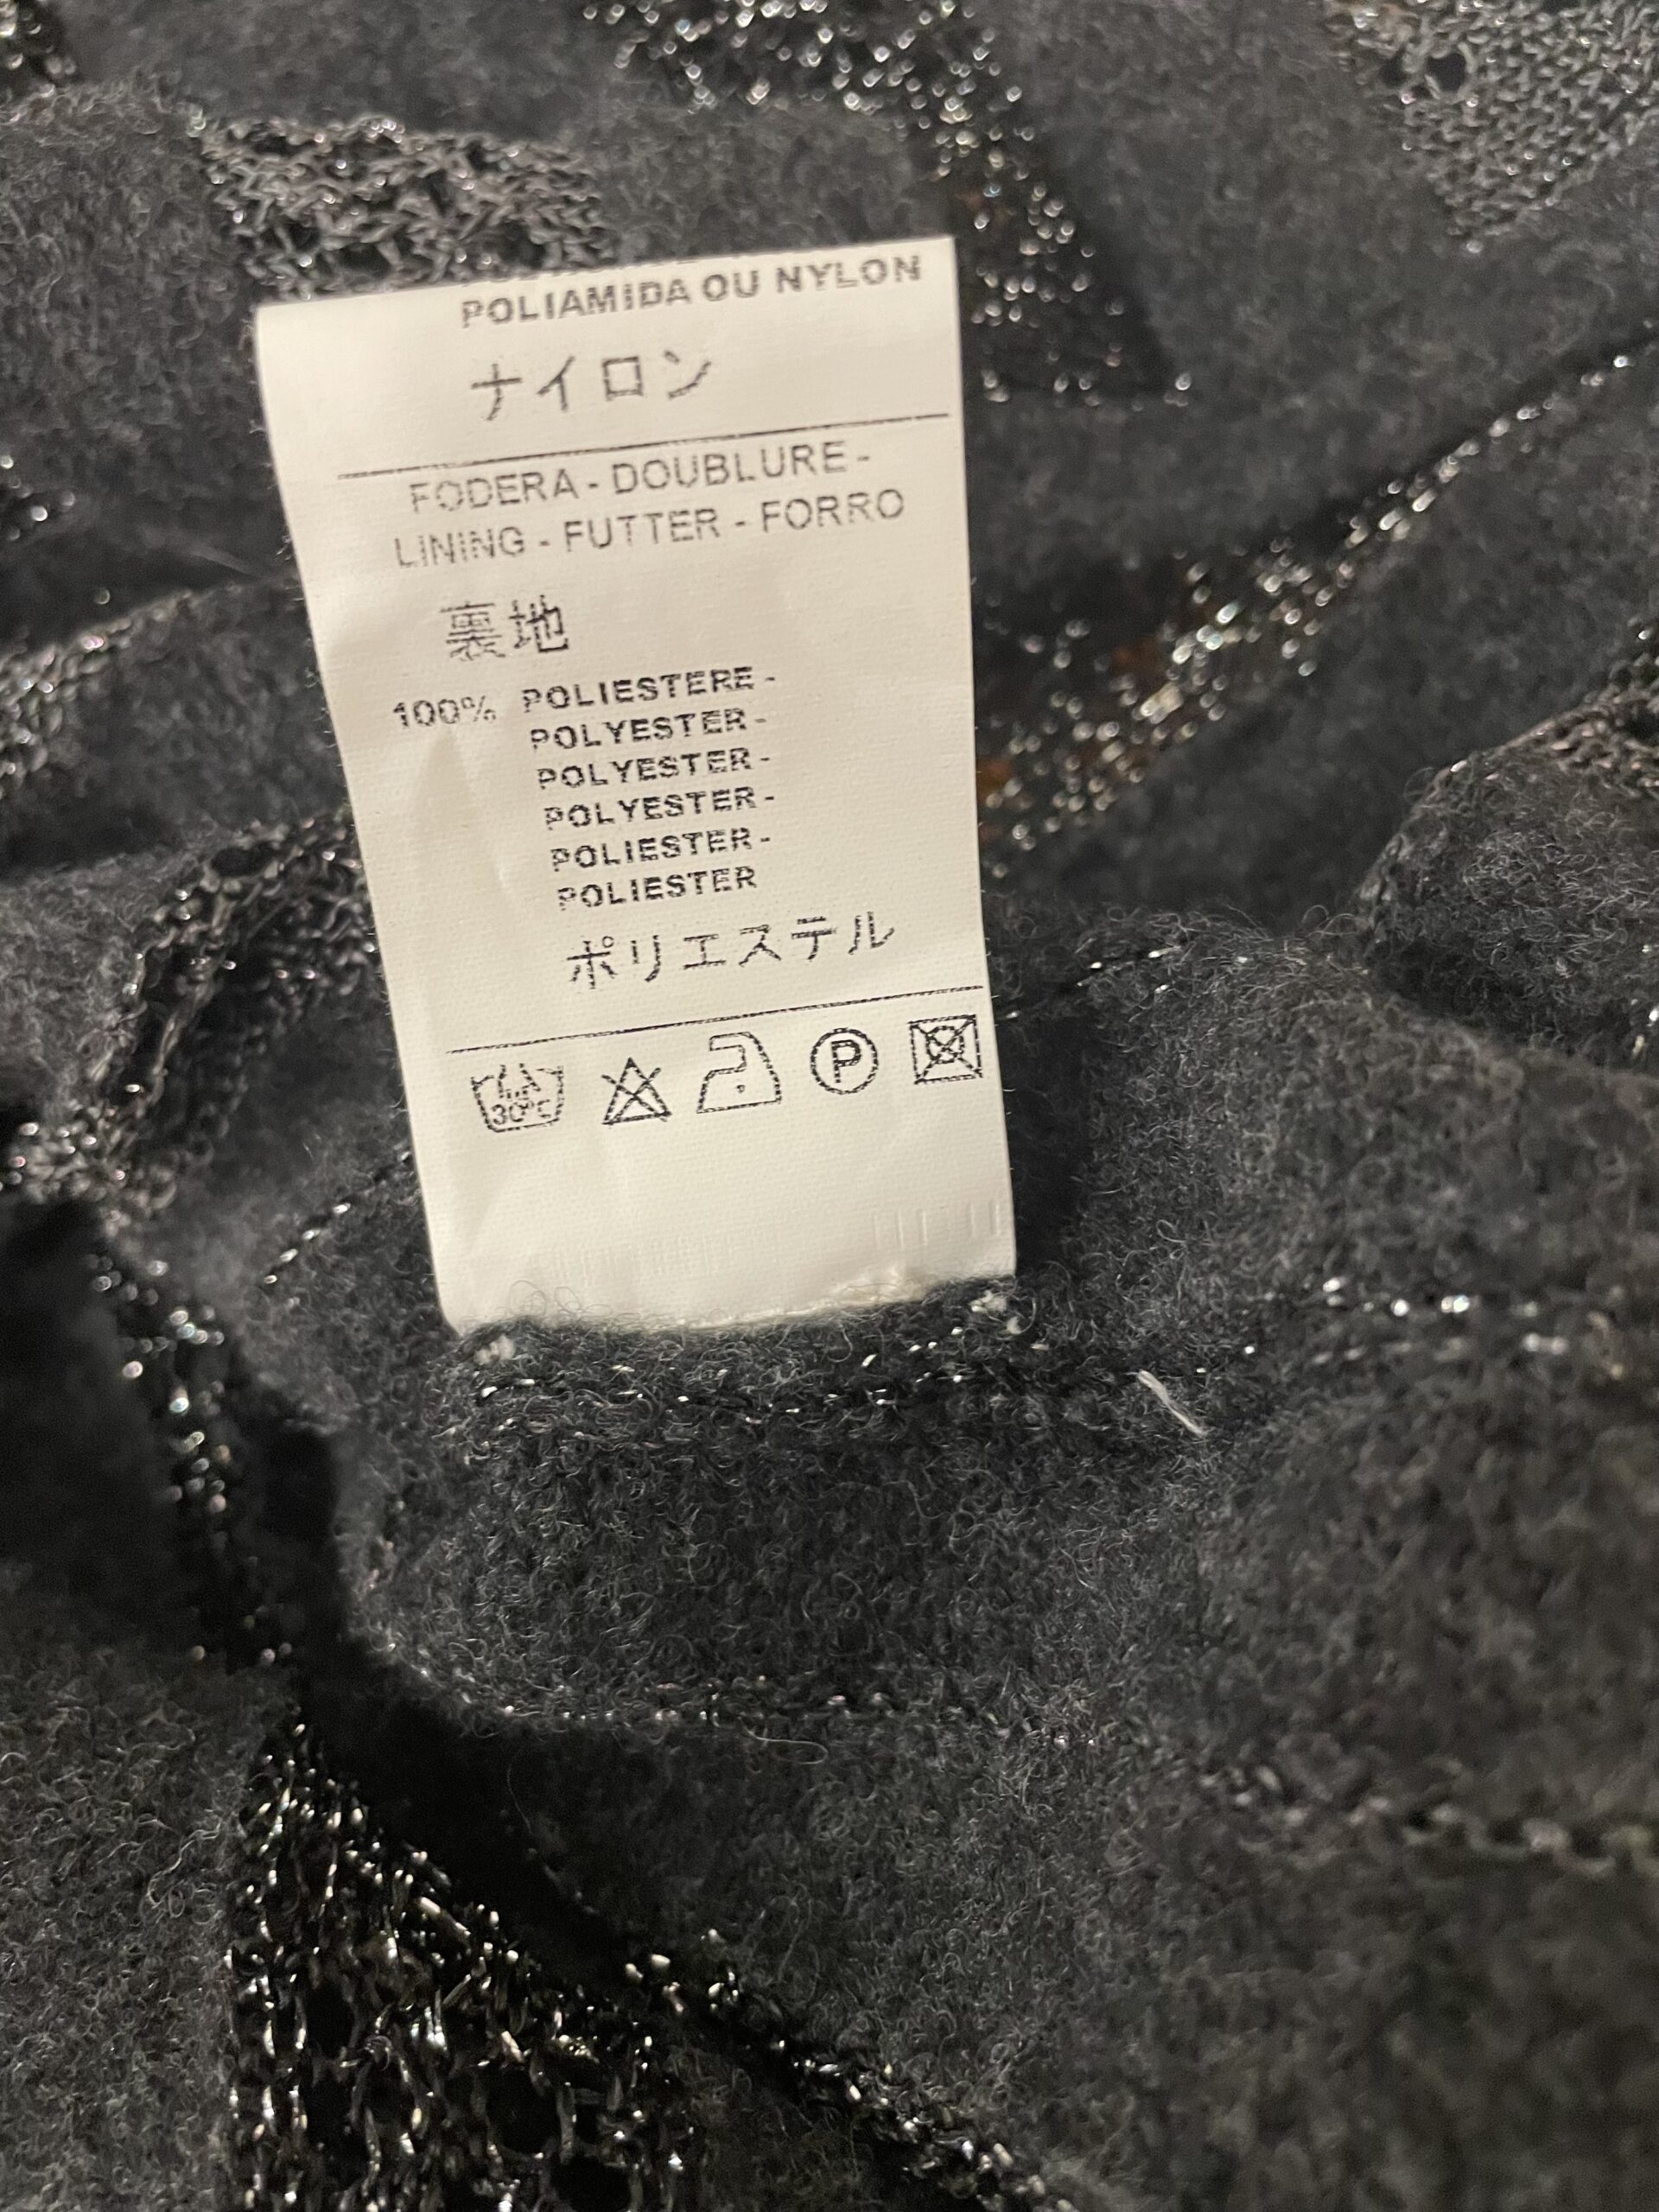 POLIAMIDA OU NYLON
ナイロン
FODERA - DOUBLURE -
LINING - FUTTER - FORRO
裏地
100% POLIESTERE -
POLYESTER -
POLYESTER -
POLYESTER -
POLIESTER -
POLIESTER
ポリエステル
30°C P